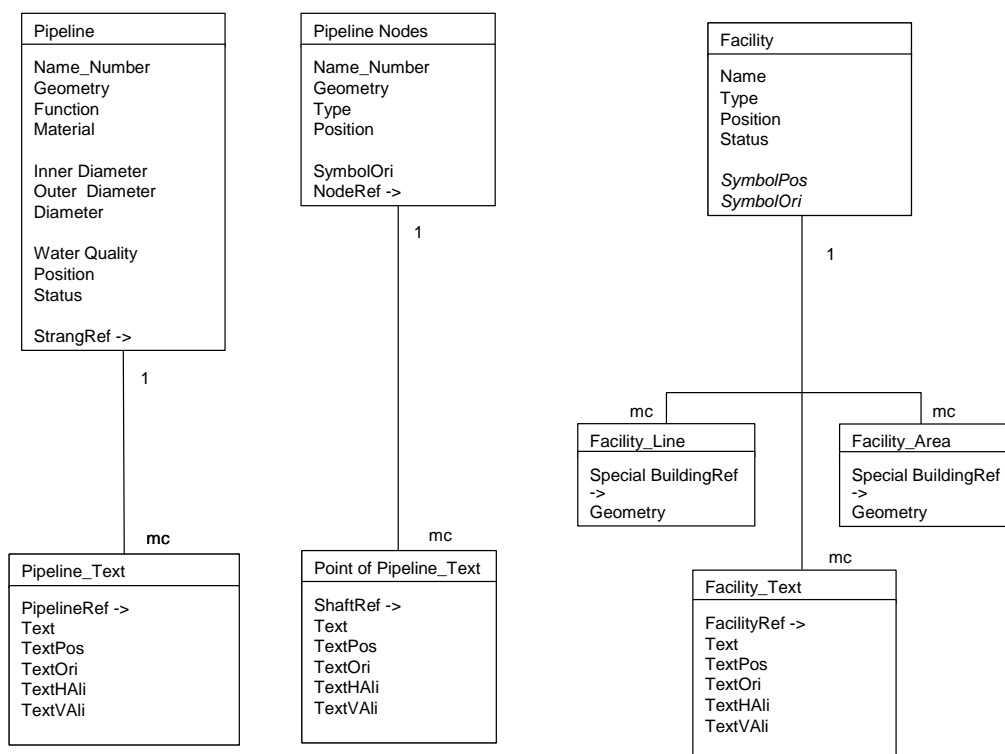 Pipeline
Name_Number
Geometry
Function
Material
Inner Diameter
Outer  Diameter
Diameter
Water Quality
Position
Status
StrangRef ->
1
mc
Pipeline_Text
PipelineRef ->
Text
TextPos
TextOri
TextHAli
TextVAli
Pipeline Nodes
Name_Number
Geometry
Type
Position
SymbolOri
NodeRef ->
1
mc
Point of Pipeline_Text
ShaftRef ->
Text
TextPos
TextOri
TextHAli
TextVAli
Facility
Name
Type
Position
Status
SymbolPos
SymbolOri
1
mc
Facility_Line
Special BuildingRef
->
Geometry
mc
Facility_Area
Special BuildingRef
->
Geometry
mc
Facility_Text
FacilityRef ->
Text
TextPos
TextOri
TextHAli
TextVAli